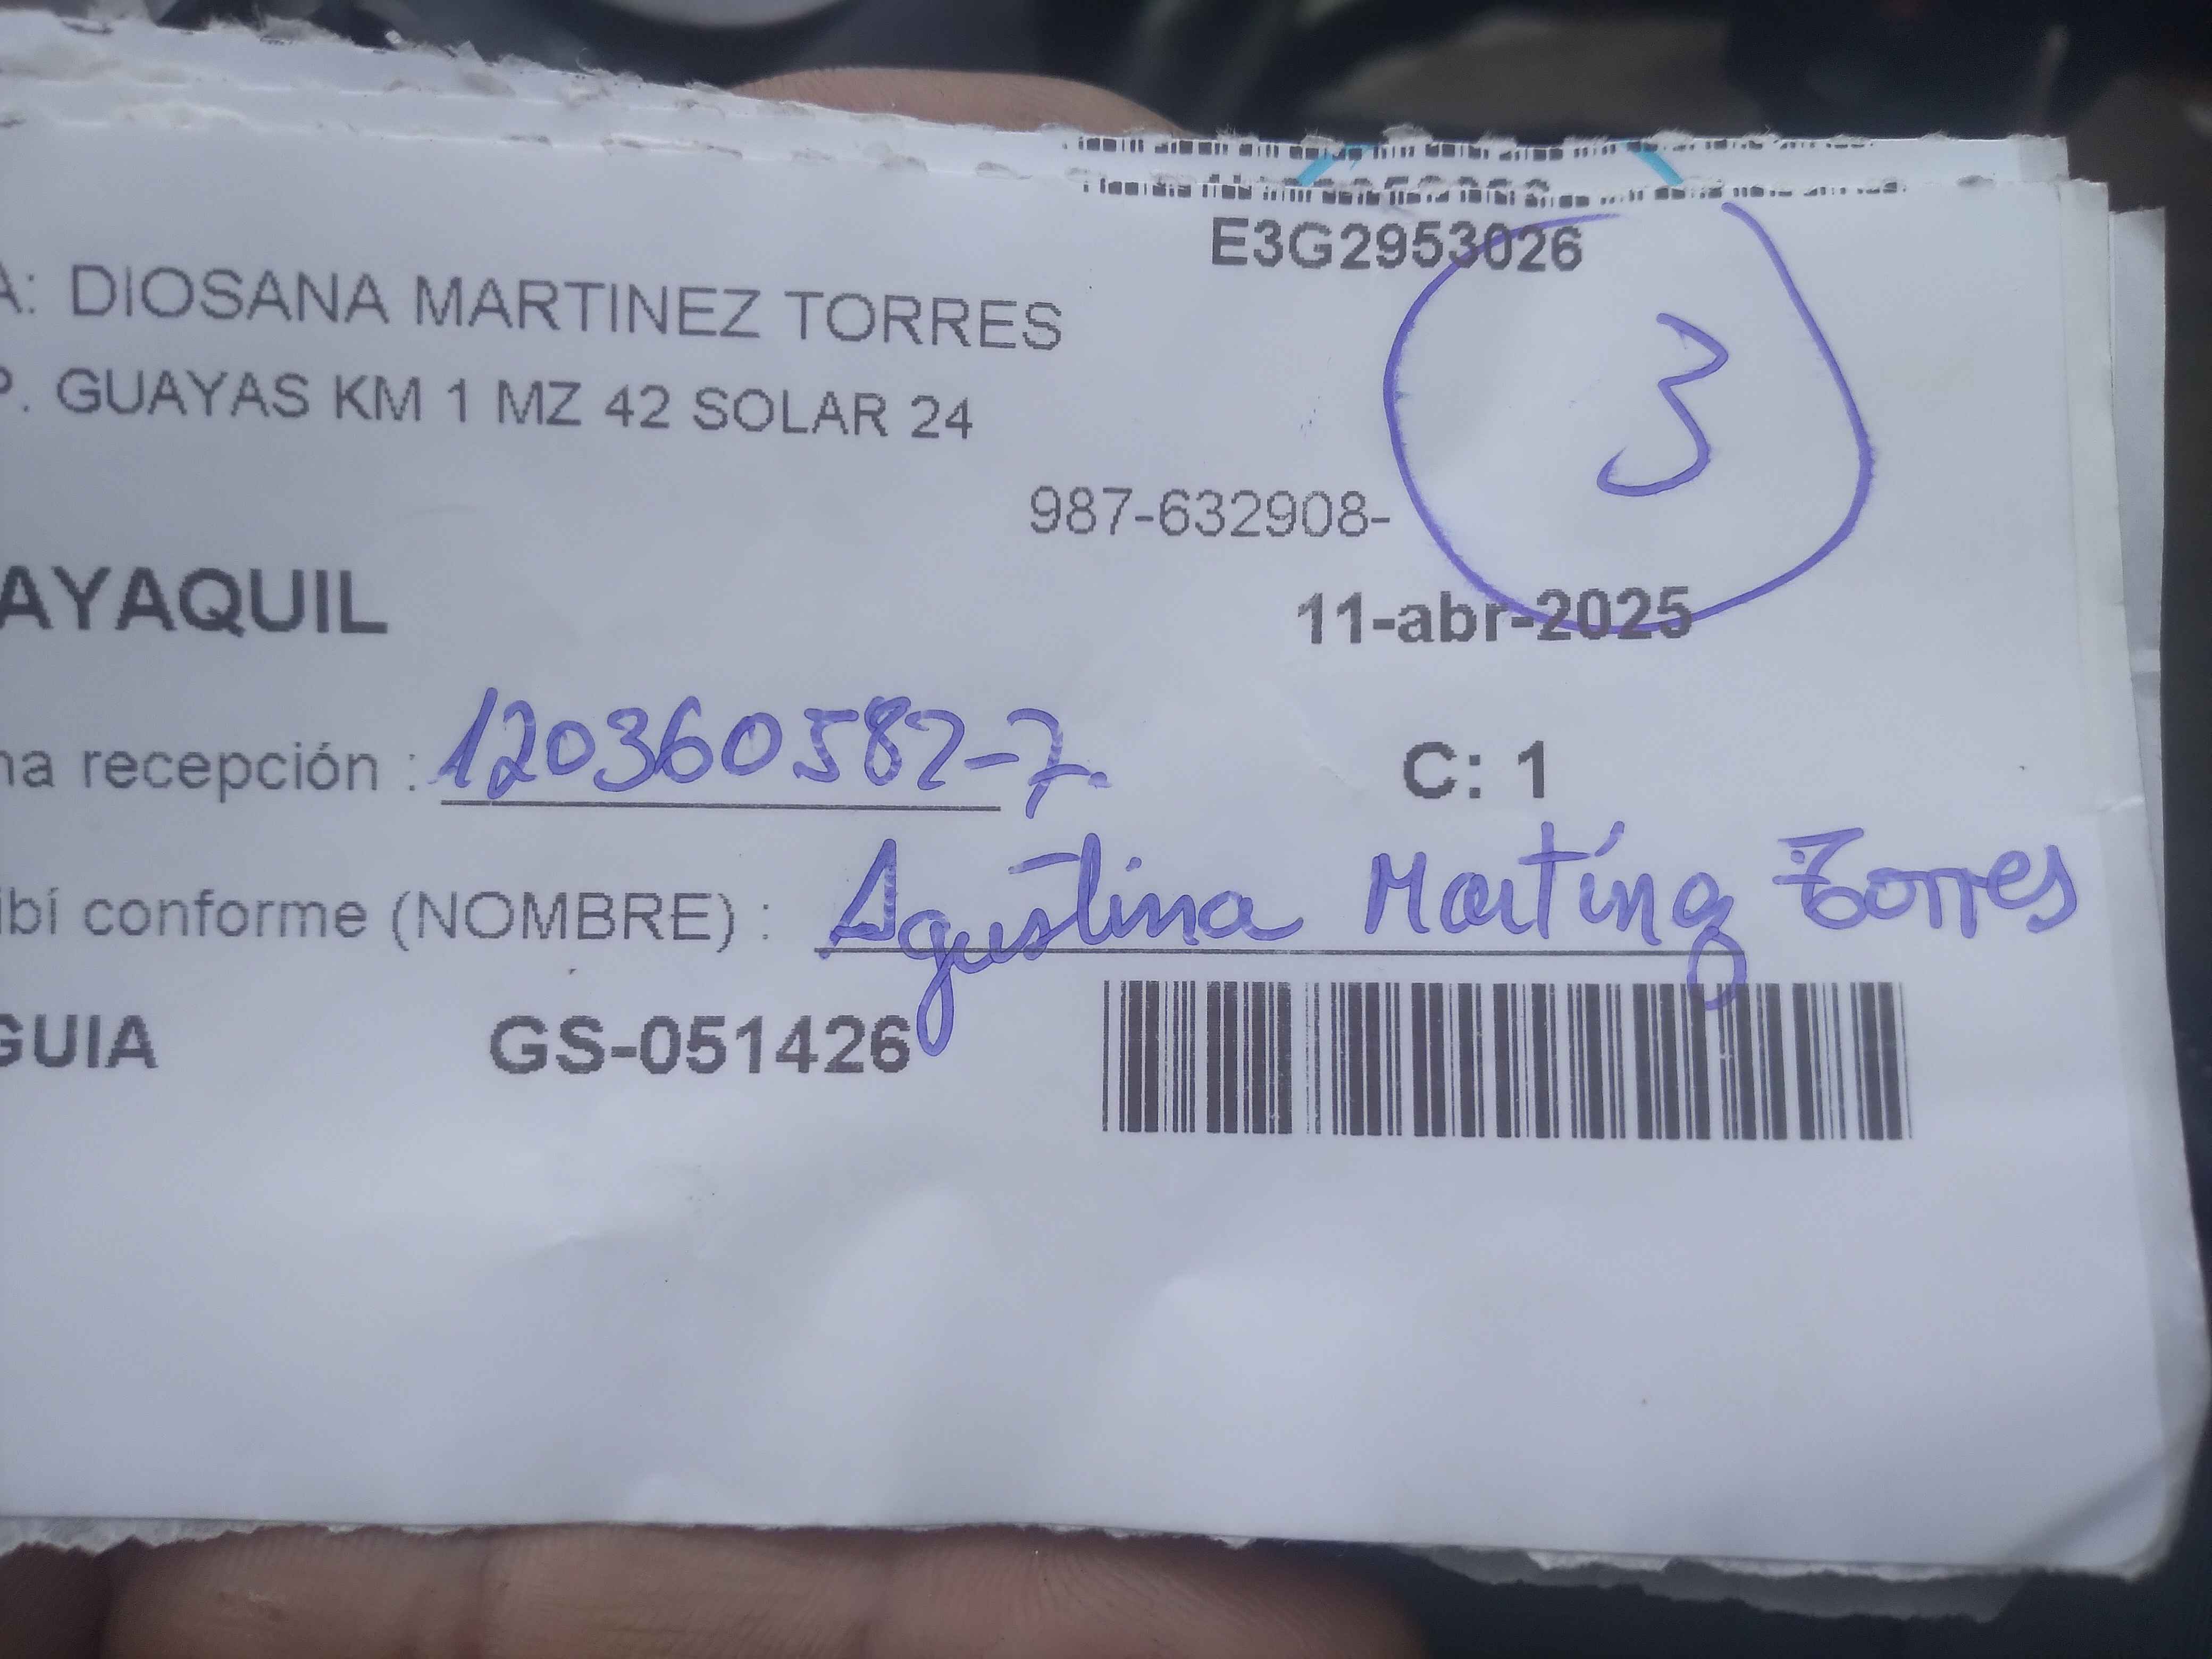 E3G2953026
A: DIOSANA MARTINEZ TORRES
P. GUAYAS KM 1 MZ 42 SOLAR 24
3
987-632908-
AYAQUIL
11-abr-2025
na recepción : 120360582-7.
C: 1
ibí conforme (NOMBRE) : Agustina Martínz Torres
GUIA GS-051426